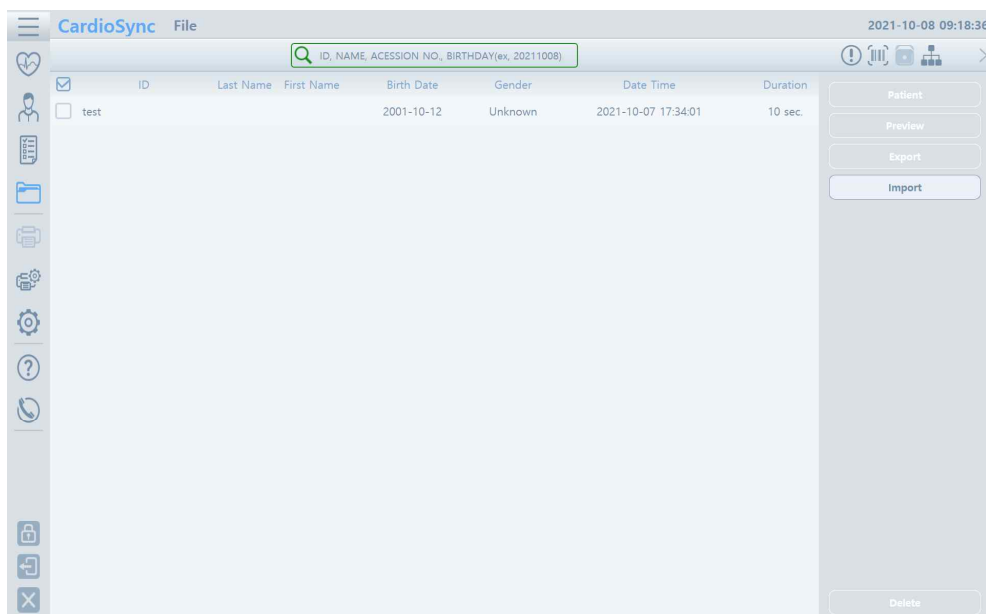 CardioSync File 2021-10-08 09:18:36
ID, NAME, ACESSION NO., BIRTHDAY(ex, 20211008)
ID Last Name First Name Birth Date Gender Date Time Duration
test 2001-10-12 Unknown 2021-10-07 17:34:01 10 sec.
Patient
Preview
Export
Import
Delete